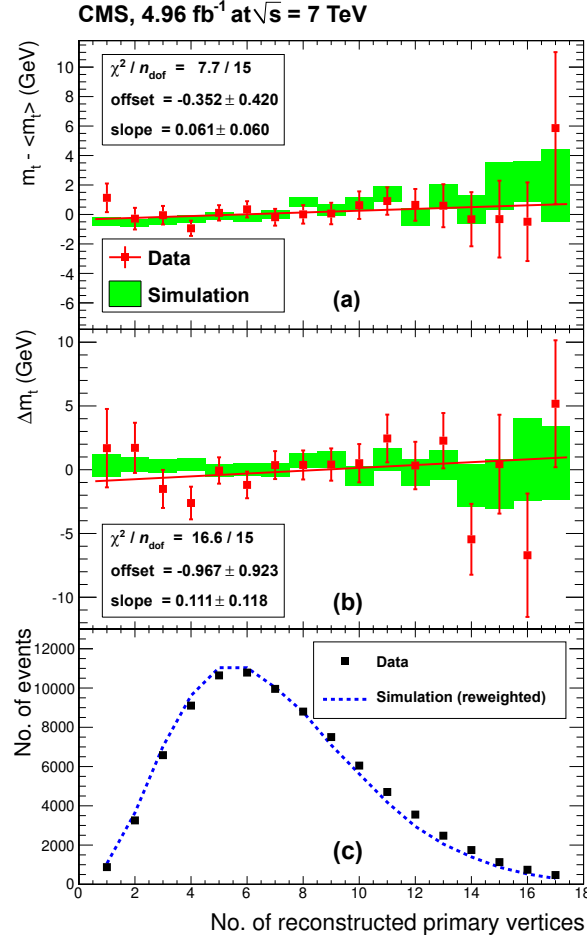 CMS, 4.96 fb⁻¹ at √s = 7 TeV
m_t - <m_t> (GeV)
10
8
6
4
2
0
-2
-4
-6
χ² / n_dof = 7.7 / 15
offset = -0.352 ± 0.420
slope = 0.061 ± 0.060
Data
Simulation
(a)
Δm_t (GeV)
10
5
0
-5
-10
χ² / n_dof = 16.6 / 15
offset = -0.967 ± 0.923
slope = 0.111 ± 0.118
(b)
No. of events
12000
10000
8000
6000
4000
2000
0
Data
Simulation (reweighted)
(c)
0 2 4 6 8 10 12 14 16 18
No. of reconstructed primary vertices